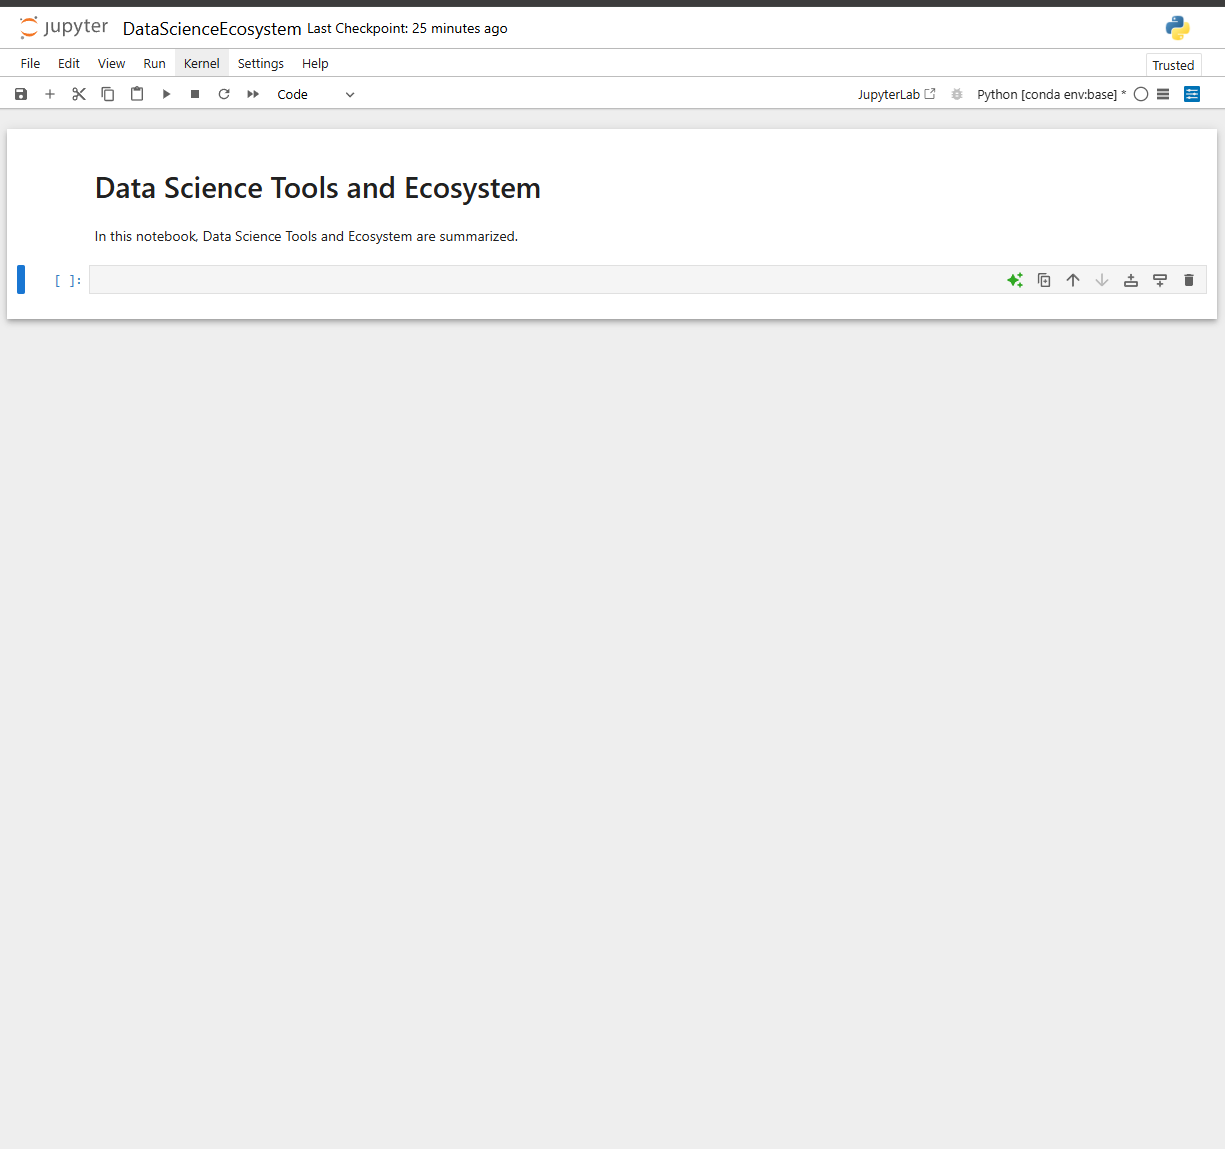 jupyter DataScienceEcosystem Last Checkpoint: 25 minutes ago
File Edit View Run Kernel Settings Help Trusted
Code JupyterLab Python [conda env:base] *
Data Science Tools and Ecosystem
In this notebook, Data Science Tools and Ecosystem are summarized.
[ ]: